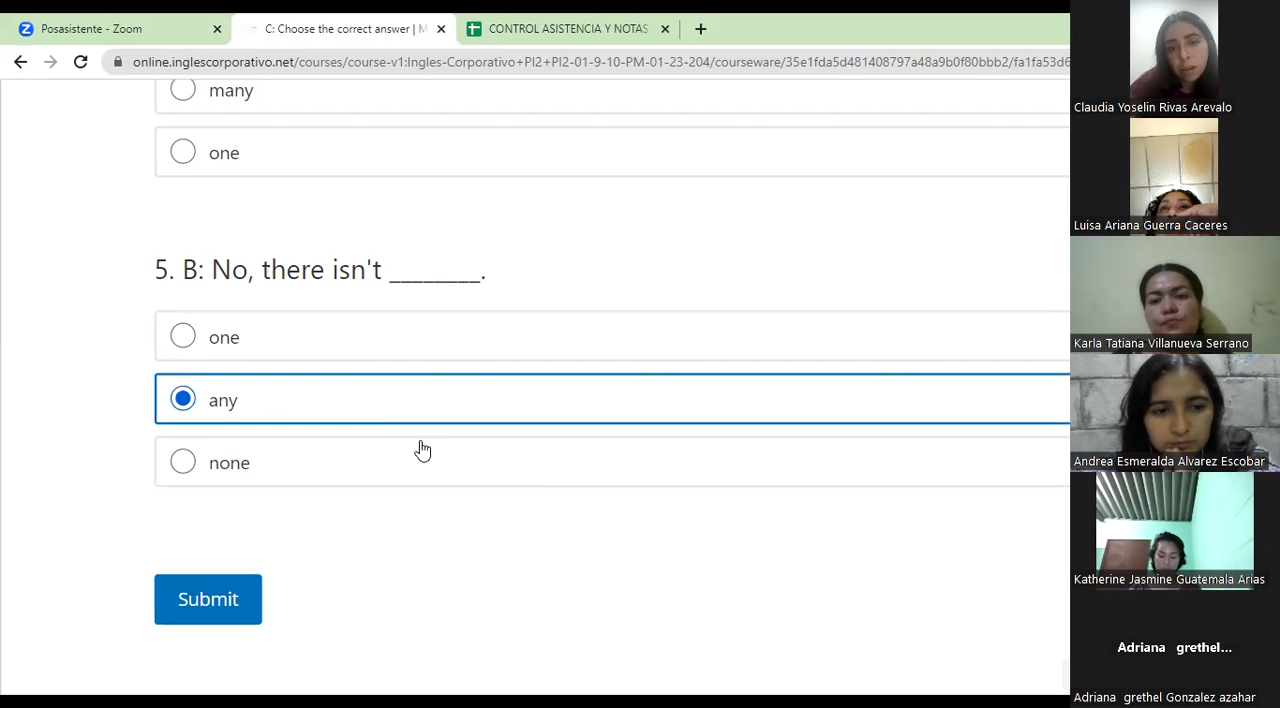 Posasistente - Zoom
C: Choose the correct answer | M
CONTROL ASISTENCIA Y NOTAS
online.inglescorporativo.net/courses/course-v1:Ingles-Corporativo+PI2+PI2-01-9-10-PM-01-23-204/courseware/35e1fda5d481408797a48a9b0f80bbb2/fa1fa53d6
many
one
5. B: No, there isn't ________.
one
any
none
Submit
Claudia Yoselin Rivas Arevalo
Luisa Ariana Guerra Caceres
Karla Tatiana Villanueva Serrano
Andrea Esmeralda Alvarez Escobar
Katherine Jasmine Guatemala Arias
Adriana grethel...
Adriana grethel Gonzalez azahar